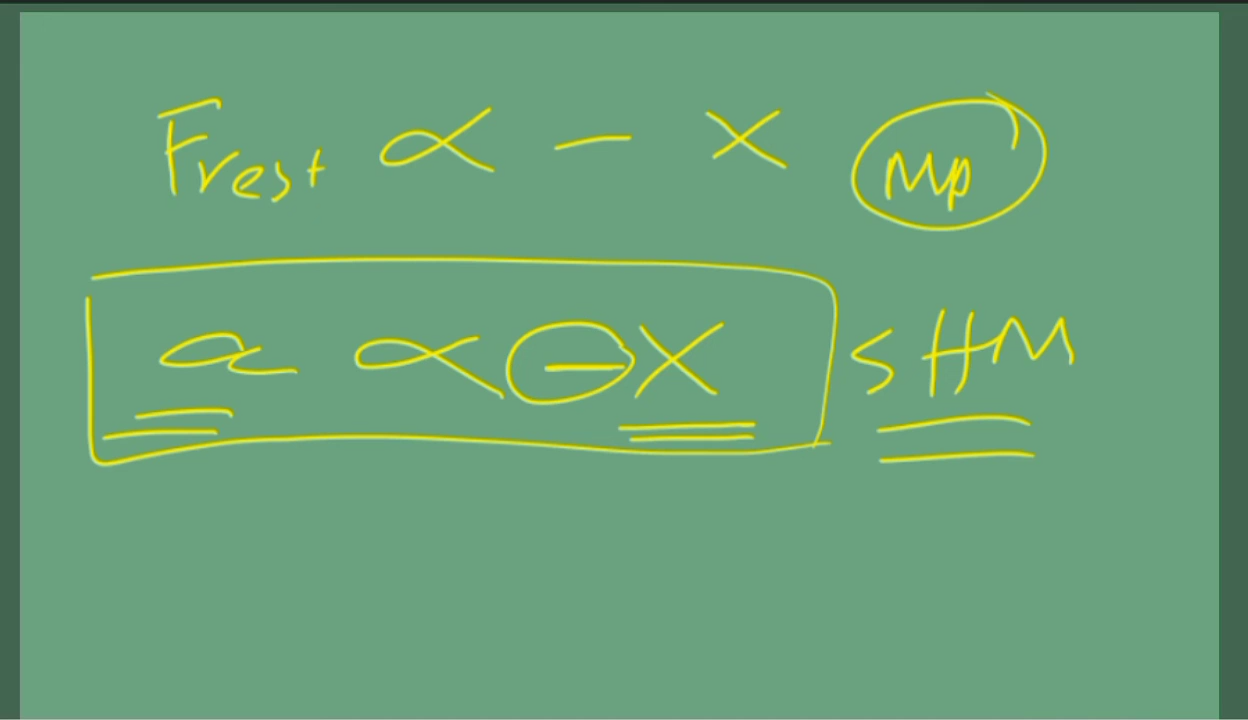 Frest ∝ - x Mp
a ∝ - x SHM